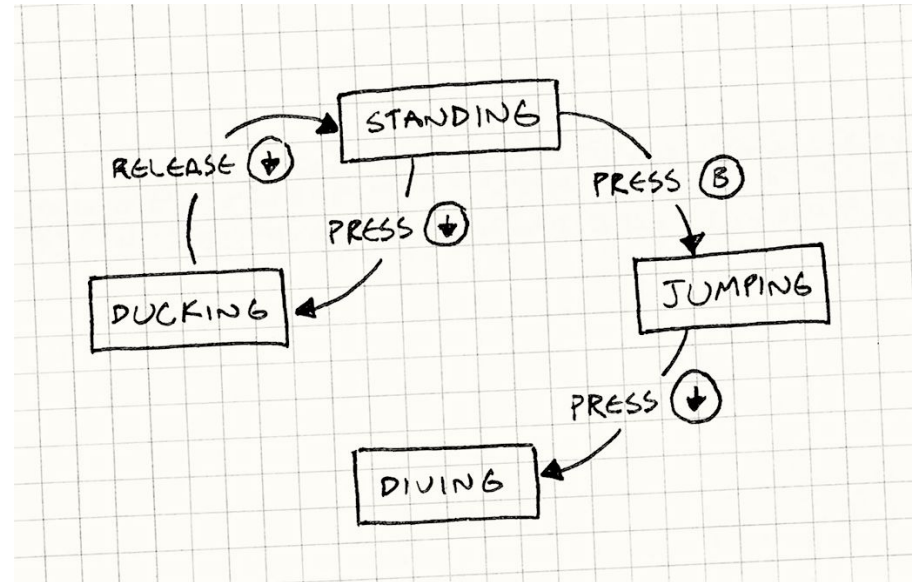 STANDING
RELEASE ↓
PRESS ↓
PRESS B
DUCKING
JUMPING
PRESS ↓
DIVING